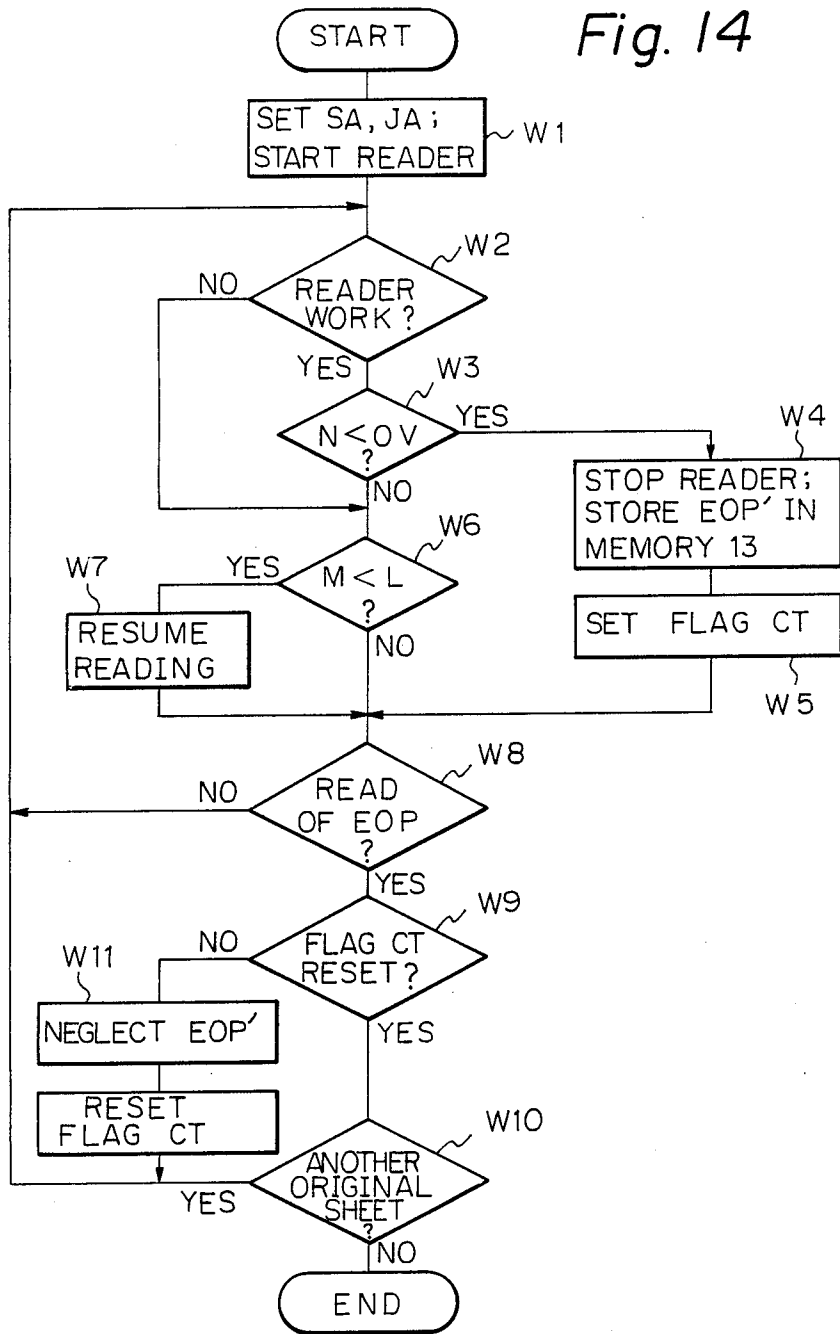 Fig. 14
START
SET SA, JA;
START READER
W1
W2
NO
READER
WORK?
YES
W3
N<OV
?
YES
NO
W4
STOP READER;
STORE EOP' IN
MEMORY 13
W6
YES
M<L
?
NO
W7
RESUME
READING
SET FLAG CT
W5
W8
NO
READ
OF EOP
?
YES
W9
NO
FLAG CT
RESET?
YES
W11
NEGLECT EOP'
RESET
FLAG CT
W10
YES
ANOTHER
ORIGINAL
SHEET
?
NO
END